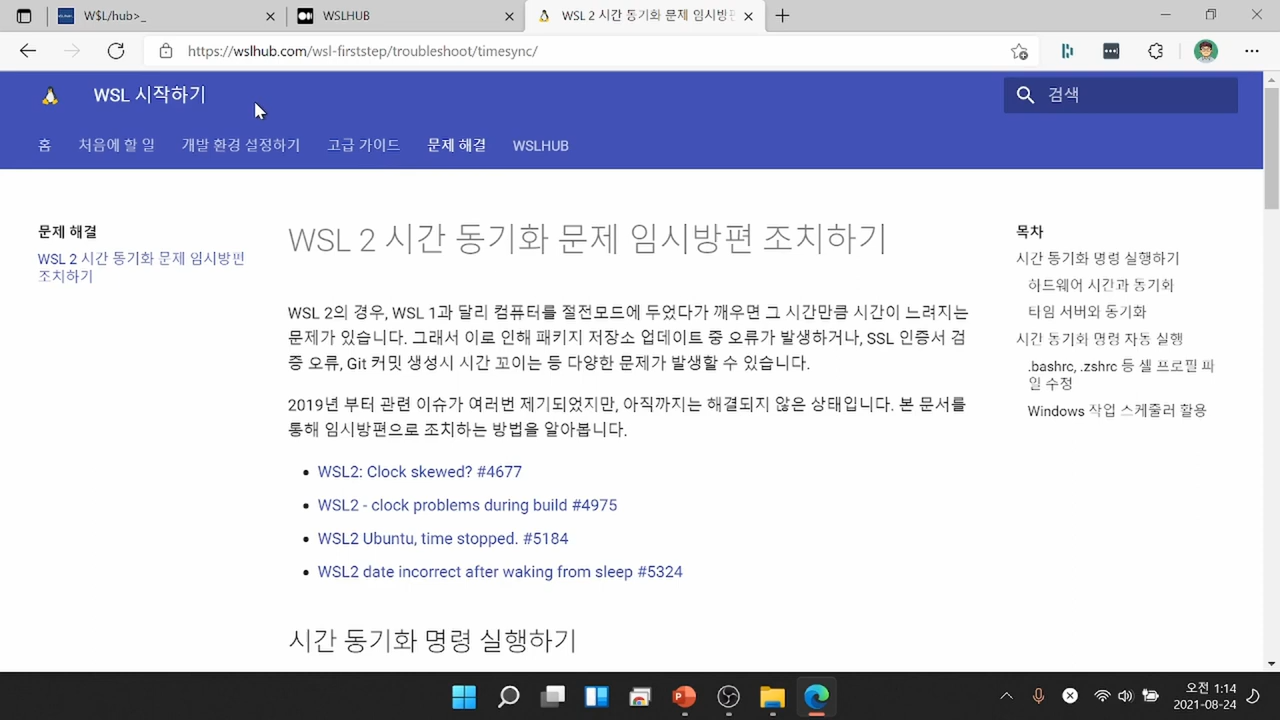 W$L/hub>_
WSLHUB
WSL 2 시간 동기화 문제 임시방편
https://wslhub.com/wsl-firststep/troubleshoot/timesync/
WSL 시작하기
검색
홈
처음에 할 일
개발 환경 설정하기
고급 가이드
문제 해결
WSLHUB
문제 해결
WSL 2 시간 동기화 문제 임시방편
조치하기
WSL 2 시간 동기화 문제 임시방편 조치하기
WSL 2의 경우, WSL 1과 달리 컴퓨터를 절전모드에 두었다가 깨우면 그 시간만큼 시간이 느려지는
문제가 있습니다. 그래서 이로 인해 패키지 저장소 업데이트 중 오류가 발생하거나, SSL 인증서 검
증 오류, Git 커밋 생성시 시간 꼬이는 등 다양한 문제가 발생할 수 있습니다.
2019년 부터 관련 이슈가 여러번 제기되었지만, 아직까지는 해결되지 않은 상태입니다. 본 문서를
통해 임시방편으로 조치하는 방법을 알아봅니다.
WSL2: Clock skewed? #4677
WSL2 - clock problems during build #4975
WSL2 Ubuntu, time stopped. #5184
WSL2 date incorrect after waking from sleep #5324
시간 동기화 명령 실행하기
목차
시간 동기화 명령 실행하기
하드웨어 시간과 동기화
타임 서버와 동기화
시간 동기화 명령 자동 실행
.bashrc, .zshrc 등 셸 프로필 파
일 수정
Windows 작업 스케줄러 활용
오전 1:14
2021-08-24